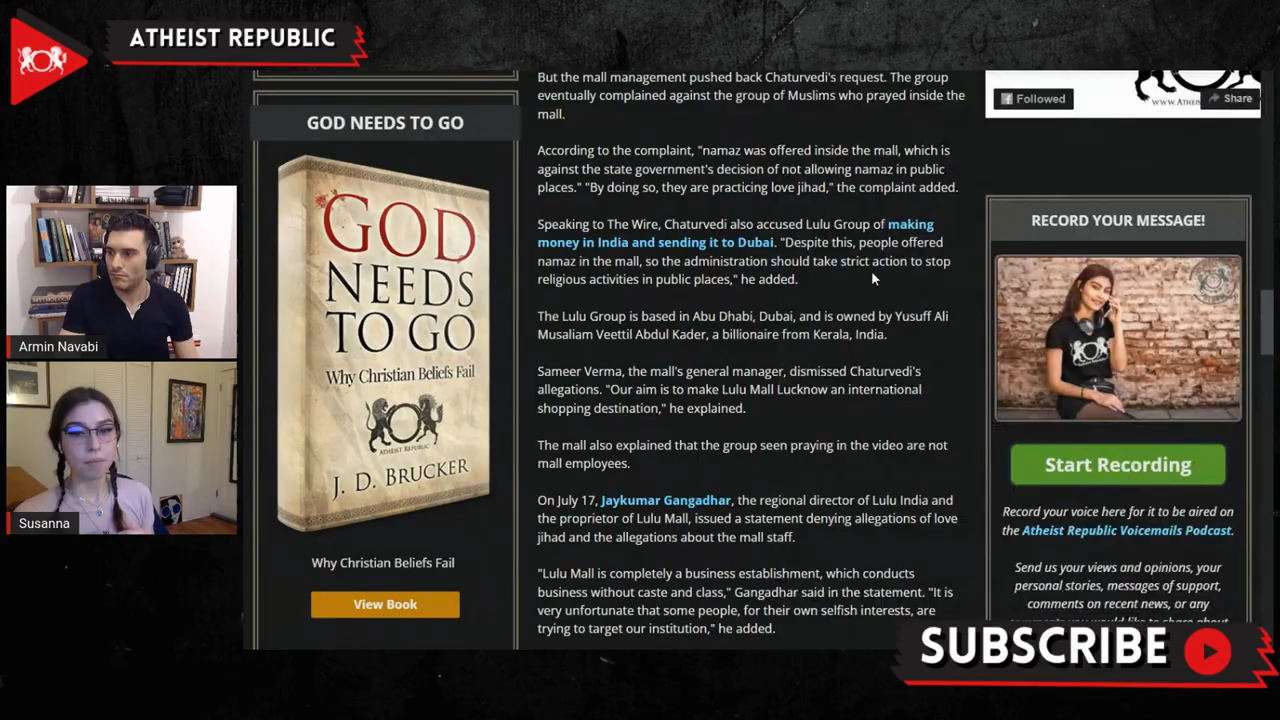 ATHEIST REPUBLIC
Armin Navabi
Susanna
GOD NEEDS TO GO
GOD
NEEDS
TO GO
Why Christian Beliefs Fail
ATHEIST REPUBLIC
J. D. BRUCKER
Why Christian Beliefs Fail
View Book
But the mall management pushed back Chaturvedi's request. The group
eventually complained against the group of Muslims who prayed inside the
mall.
According to the complaint, "namaz was offered inside the mall, which is
against the state government's decision of not allowing namaz in public
places." "By doing so, they are practicing love jihad," the complaint added.
Speaking to The Wire, Chaturvedi also accused Lulu Group of making
money in India and sending it to Dubai. "Despite this, people offered
namaz in the mall, so the administration should take strict action to stop
religious activities in public places," he added.
The Lulu Group is based in Abu Dhabi, Dubai, and is owned by Yusuff Ali
Musaliam Veettil Abdul Kader, a billionaire from Kerala, India.
Sameer Verma, the mall's general manager, dismissed Chaturvedi's
allegations. "Our aim is to make Lulu Mall Lucknow an international
shopping destination," he explained.
The mall also explained that the group seen praying in the video are not
mall employees.
On July 17, Jaykumar Gangadhar, the regional director of Lulu India and
the proprietor of Lulu Mall, issued a statement denying allegations of love
jihad and the allegations about the mall staff.
"Lulu Mall is completely a business establishment, which conducts
business without caste and class," Gangadhar said in the statement. "It is
very unfortunate that some people, for their own selfish interests, are
trying to target our institution," he added.
Followed
Share
RECORD YOUR MESSAGE!
Start Recording
Record your voice here for it to be aired on
the Atheist Republic Voicemails Podcast.
Send us your views and opinions, your
personal stories, messages of support,
comments on recent news, or any
SUBSCRIBE